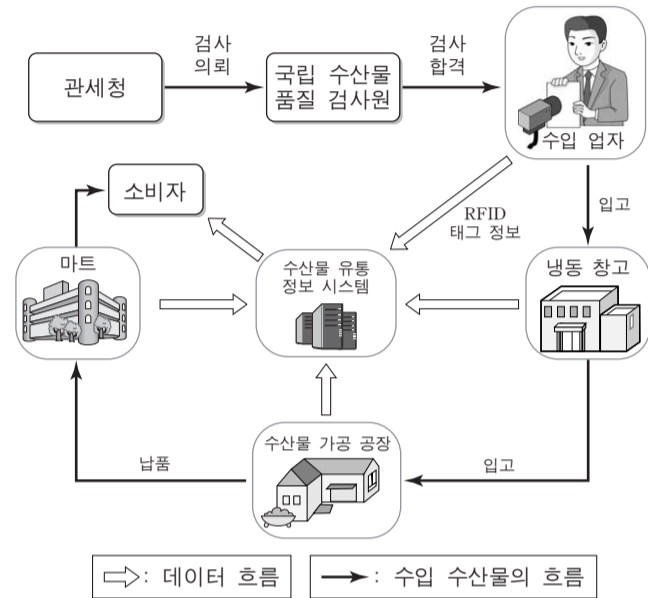 관세청
검사
의뢰
국립 수산물
품질 검사원
검사
합격
수입 업자
소비자
RFID
태그 정보
입고
마트
수산물 유통
정보 시스템
냉동 창고
수산물 가공 공장
납품
입고
: 데이터 흐름
: 수입 수산물의 흐름